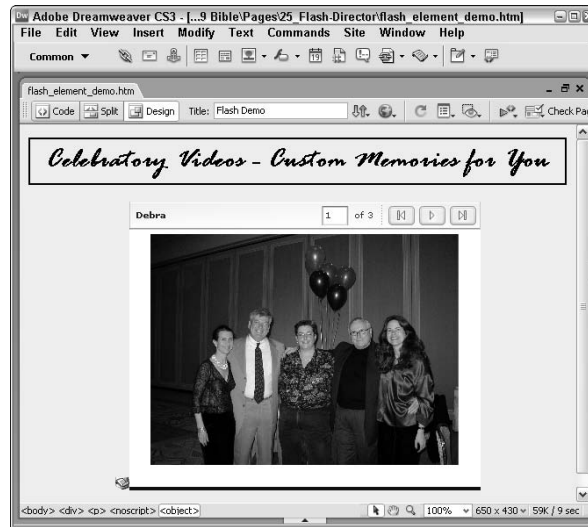 Adobe Dreamweaver CS3 - [...9 Bible\Pages\25_Flash-Director\flash_element_demo.htm]
File Edit View Insert Modify Text Commands Site Window Help
Common
flash_element_demo.htm
Code Split Design Title: Flash Demo Check Pa
Celebratory Videos - Custom Memories for You
Debra 1 of 3
<body> <div> <p> <noscript> <object> 100% 650 x 430 59K / 9 sec